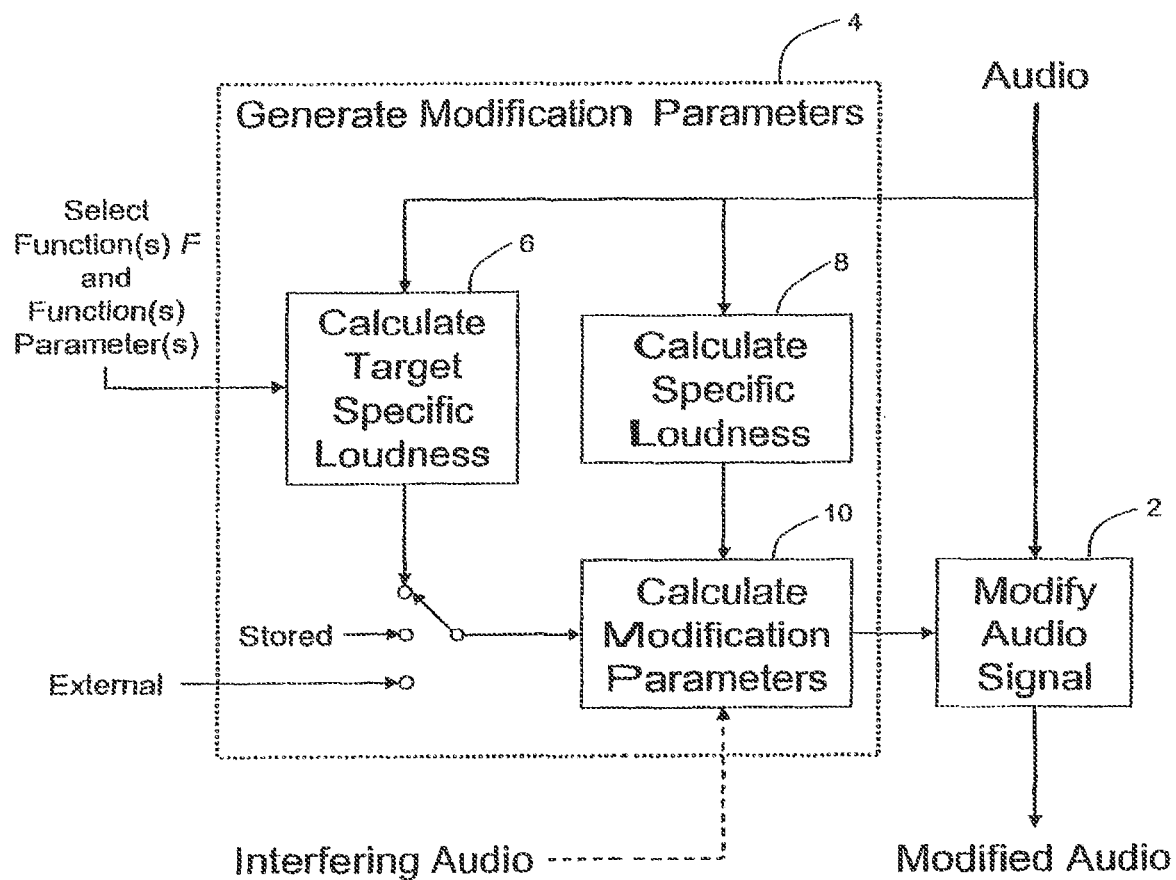 4
Audio
Generate Modification Parameters
Select
Function(s) F
and
Function(s)
Parameter(s)
6
8
Calculate
Target
Specific
Loudness
Calculate
Specific
Loudness
10
2
Calculate
Modification
Parameters
Modify
Audio
Signal
Stored
External
Interfering Audio
Modified Audio